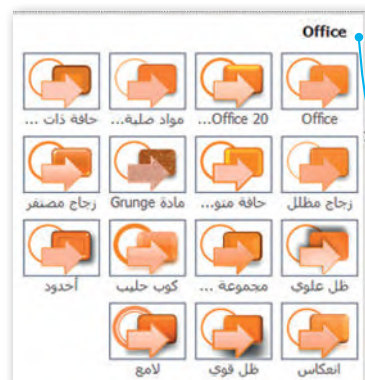 Office
Office Office 20... مواد صلبة... حافة ذات ...
زجاج مظلل حافة متو... مادة Grunge زجاج مصنفر
ظل علوي مجموعة ... كوب حليب أخدود
انعكاس ظل قوي لامع